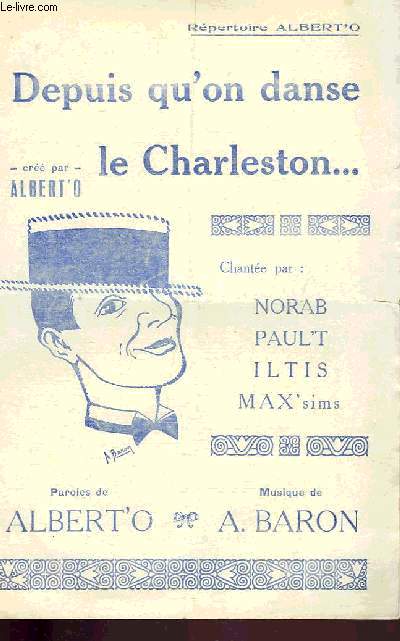 Le-livre.com
Répertoire ALBERT'O
Depuis qu'on danse
– créé par –
ALBERT'O
le Charleston...
Chantée par :
NORAB
PAUL'T
ILTIS
MAX'sims
A. Baron
Paroles de
ALBERT'O
Musique de
A. BARON